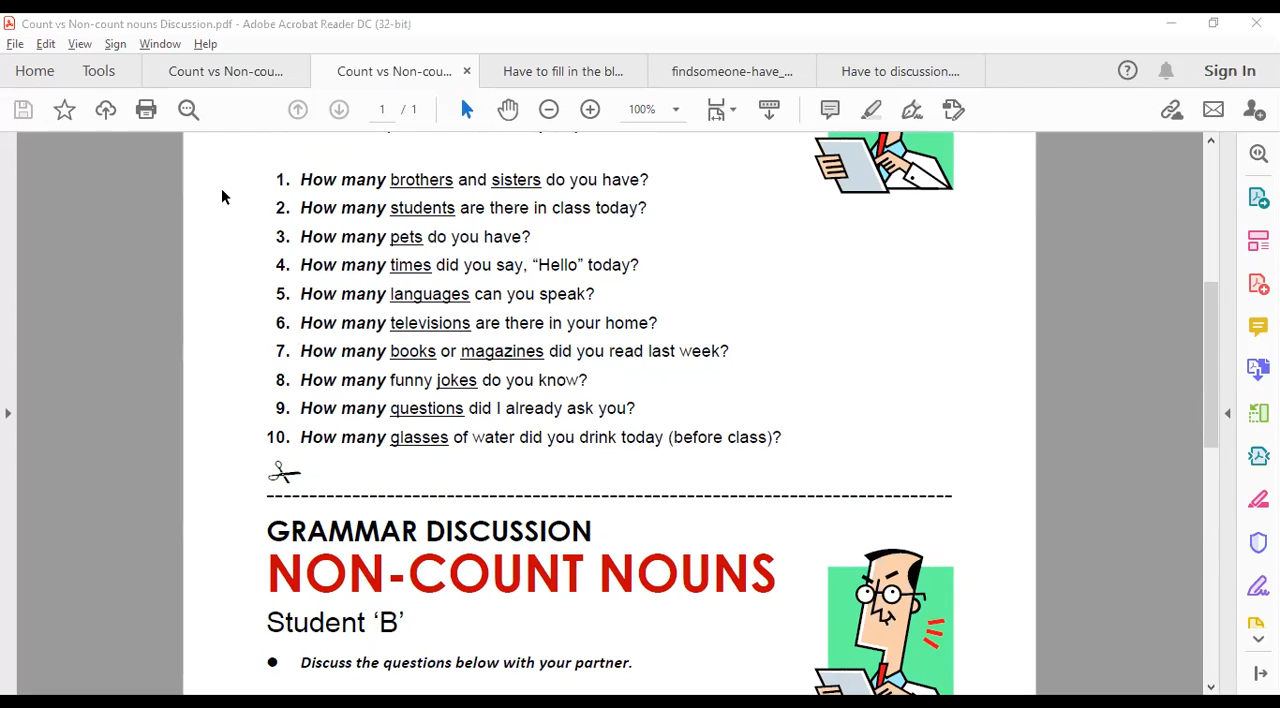 Count vs Non-count nouns Discussion.pdf - Adobe Acrobat Reader DC (32-bit)
File Edit View Sign Window Help
Home Tools Count vs Non-cou... Count vs Non-cou... × Have to fill in the bl... findsomeone-have_... Have to discussion.... Sign In
1 / 1 100%
1. How many brothers and sisters do you have?
2. How many students are there in class today?
3. How many pets do you have?
4. How many times did you say, “Hello” today?
5. How many languages can you speak?
6. How many televisions are there in your home?
7. How many books or magazines did you read last week?
8. How many funny jokes do you know?
9. How many questions did I already ask you?
10. How many glasses of water did you drink today (before class)?
GRAMMAR DISCUSSION
NON-COUNT NOUNS
Student ‘B’
● Discuss the questions below with your partner.